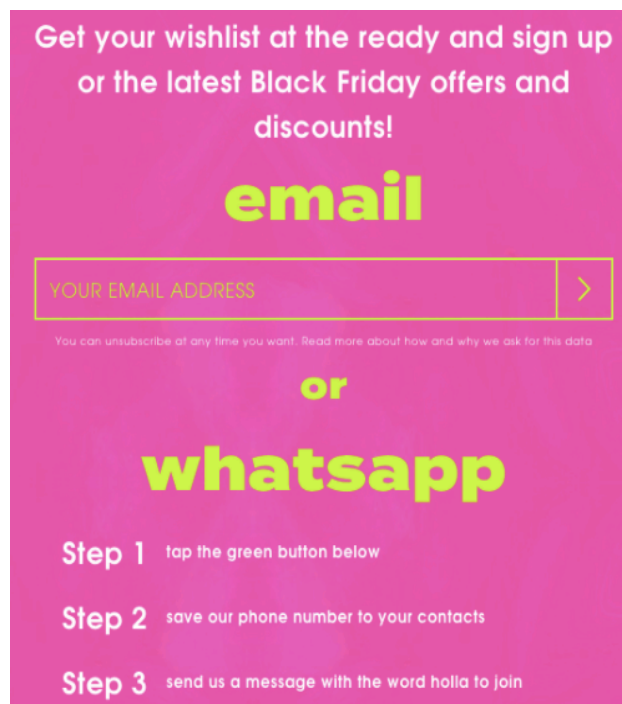 Get your wishlist at the ready and sign up
or the latest Black Friday offers and
discounts!
email
YOUR EMAIL ADDRESS
You can unsubscribe at any time you want. Read more about how and why we ask for this data
or
whatsapp
Step 1 tap the green button below
Step 2 save our phone number to your contacts
Step 3 send us a message with the word holla to join